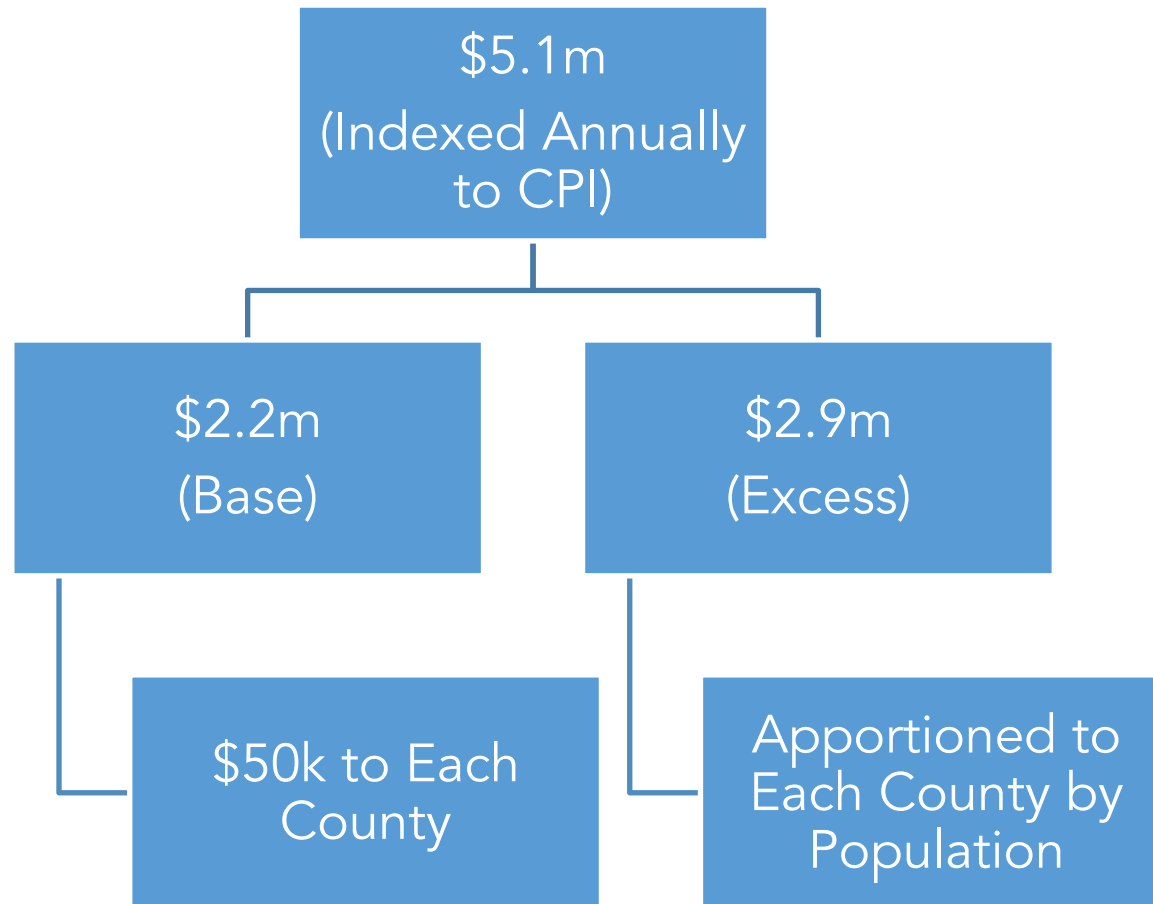 $5.1m
(Indexed Annually
to CPI)
$2.2m
(Base)
$2.9m
(Excess)
$50k to Each
County
Apportioned to
Each County by
Population